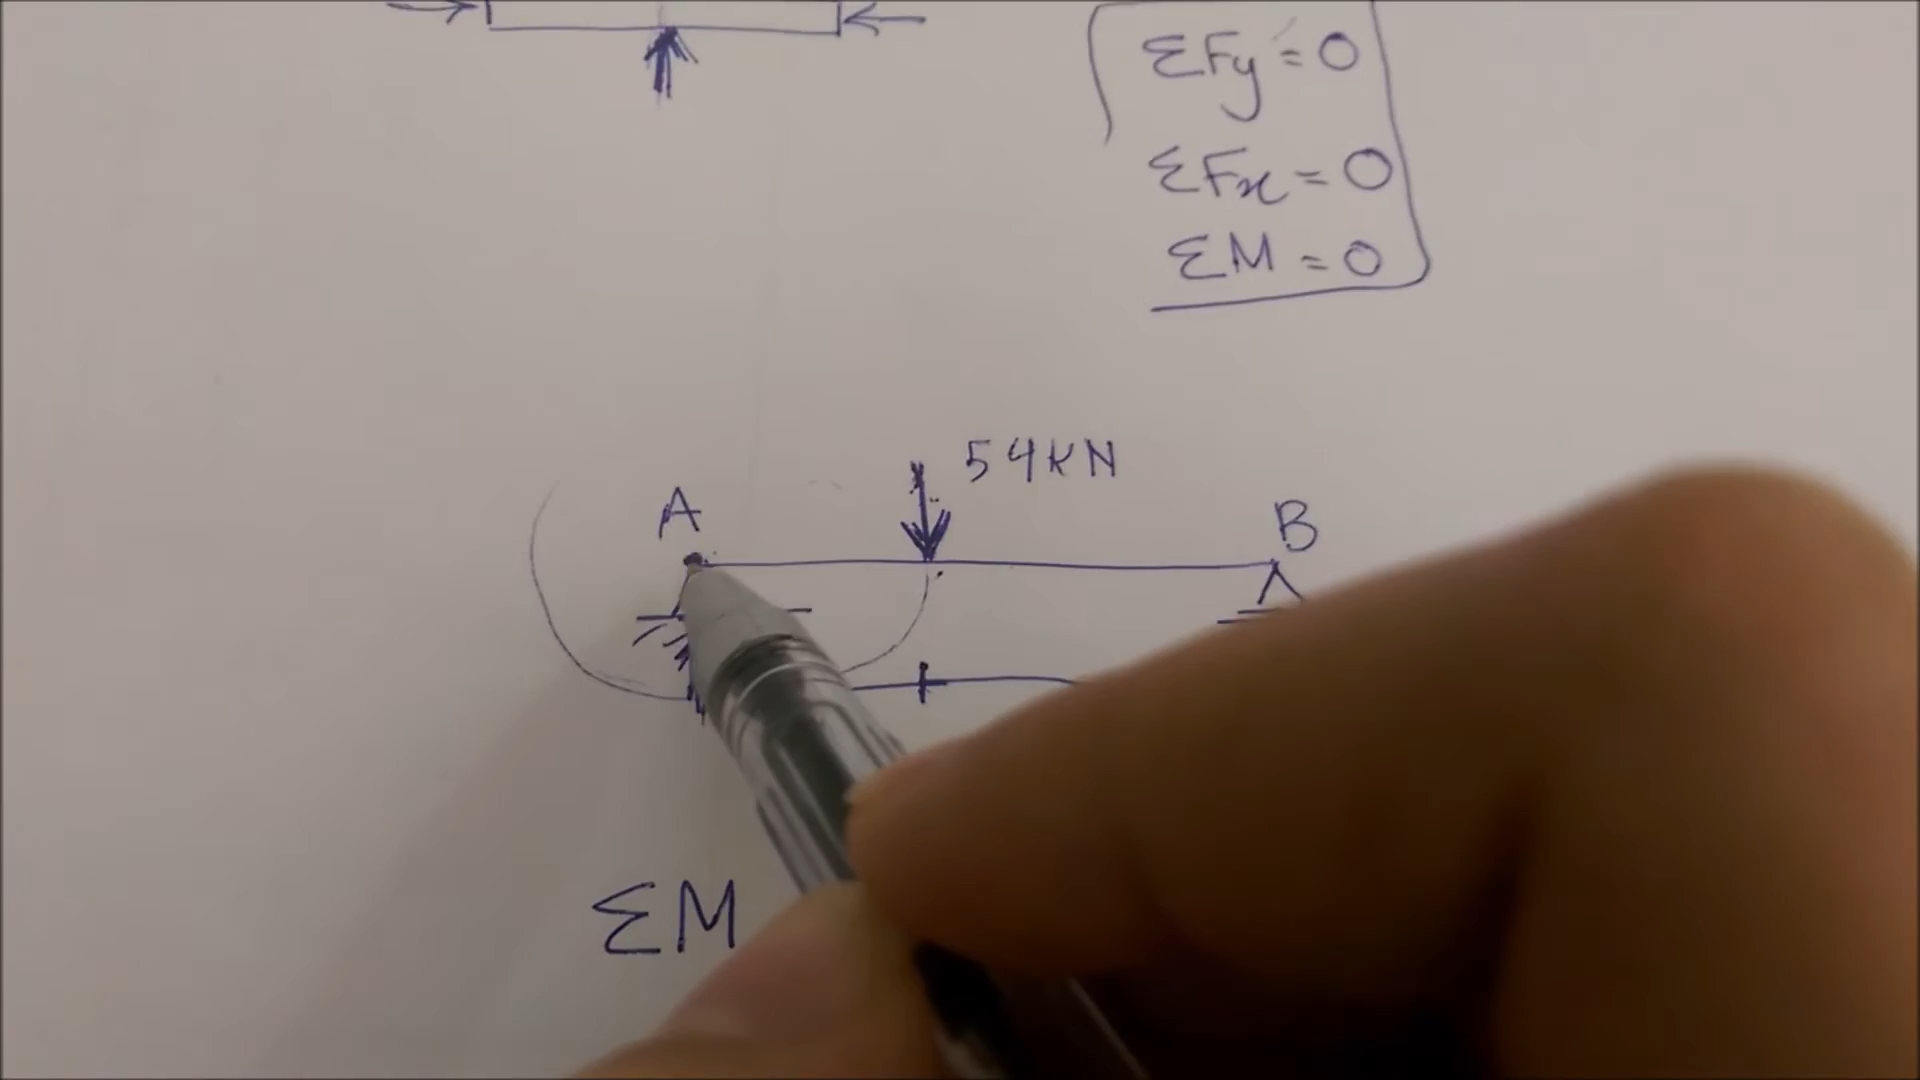 ΣFy = 0
ΣFx = 0
ΣM = 0
54KN
A
B
ΣM